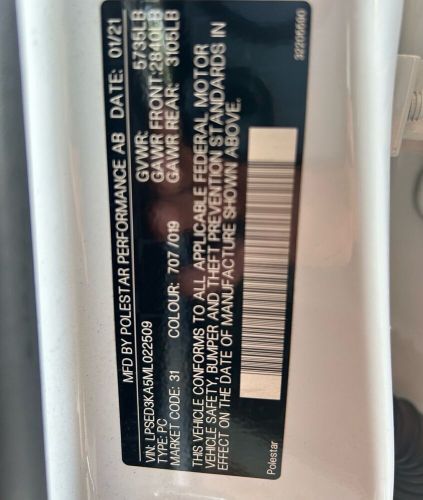 MFD BY POLESTAR PERFORMANCE AB DATE: 01/21
GVWR: 5735LB
GAWR FRONT: 2840LB
GAWR REAR: 3105LB
VIN: LPSED3KA5ML022509
TYPE: PC
MARKET CODE: 31 COLOUR: 707/019
THIS VEHICLE CONFORMS TO ALL APPLICABLE FEDERAL MOTOR
VEHICLE SAFETY, BUMPER AND THEFT PREVENTION STANDARDS IN
EFFECT ON THE DATE OF MANUFACTURE SHOWN ABOVE.
Polestar